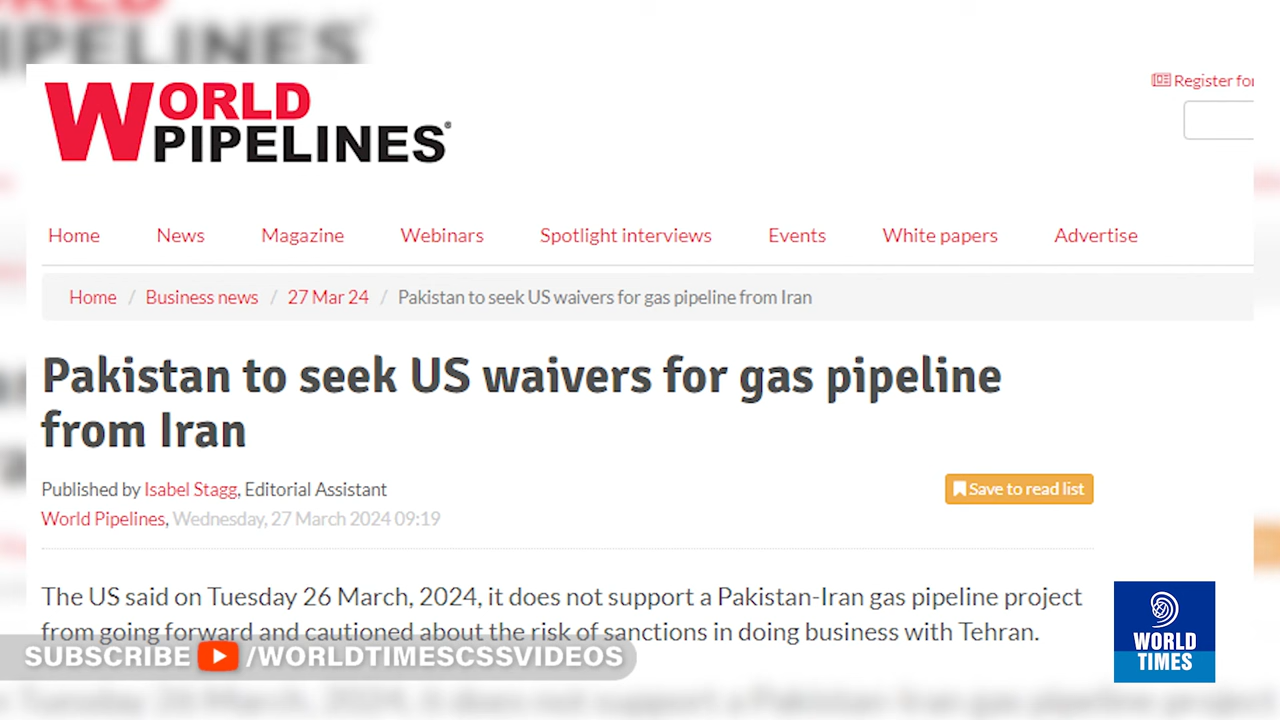 WORLD
PIPELINES®
Register for
Home News Magazine Webinars Spotlight interviews Events White papers Advertise
Home / Business news / 27 Mar 24 / Pakistan to seek US waivers for gas pipeline from Iran
Pakistan to seek US waivers for gas pipeline
from Iran
Published by Isabel Stagg, Editorial Assistant
Save to read list
World Pipelines, Wednesday, 27 March 2024 09:19
The US said on Tuesday 26 March, 2024, it does not support a Pakistan-Iran gas pipeline project
from going forward and cautioned about the risk of sanctions in doing business with Tehran.
SUBSCRIBE /WORLDTIMESCSSVIDEOS
WORLD
TIMES